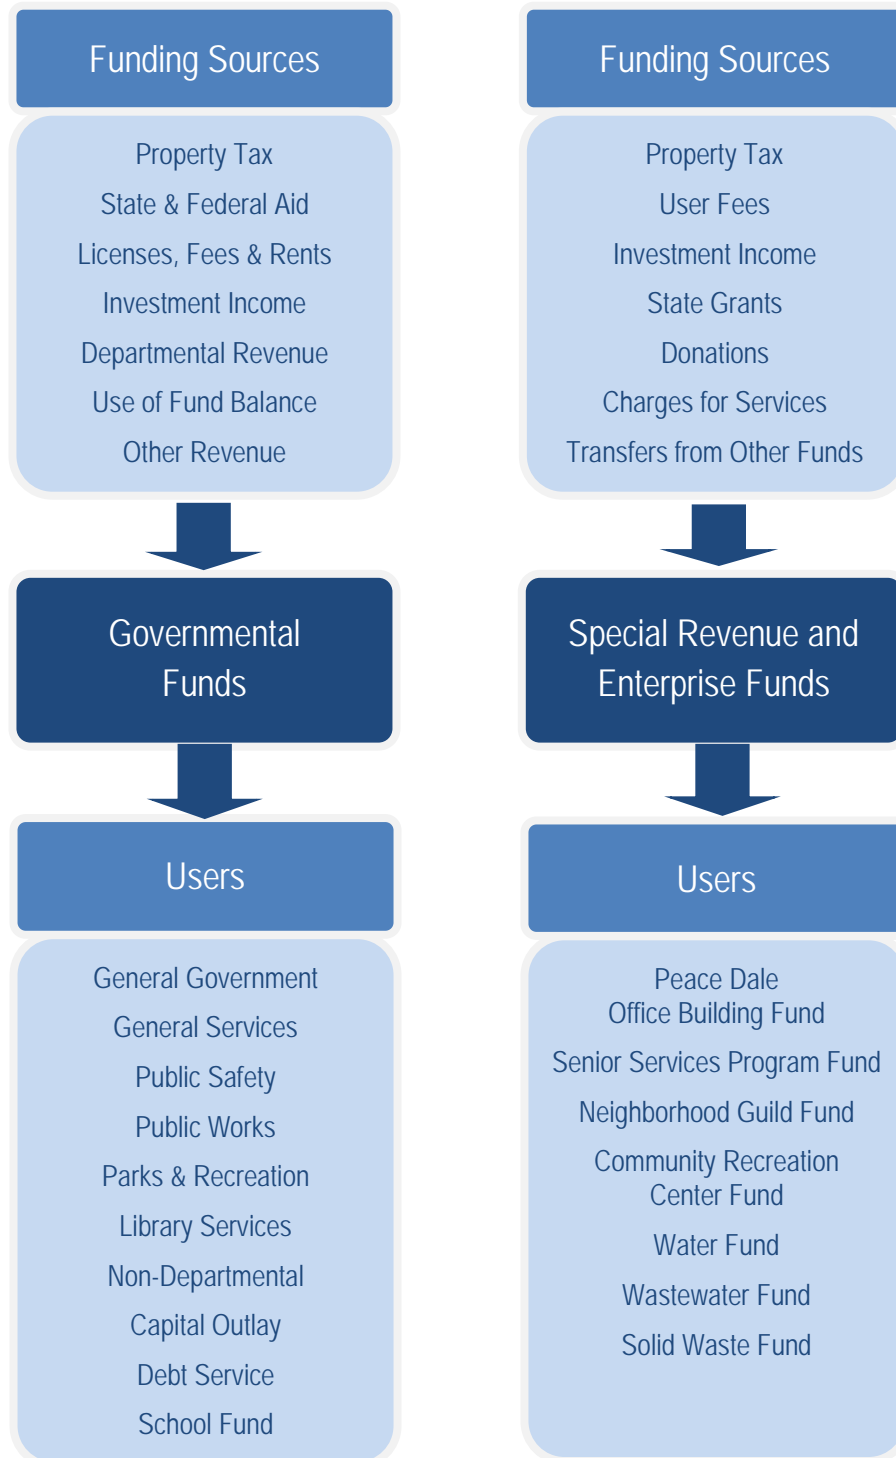 Funding Sources
Property Tax
State & Federal Aid
Licenses, Fees & Rents
Investment Income
Departmental Revenue
Use of Fund Balance
Other Revenue
Governmental
Funds
Users
General Government
General Services
Public Safety
Public Works
Parks & Recreation
Library Services
Non-Departmental
Capital Outlay
Debt Service
School Fund
Funding Sources
Property Tax
User Fees
Investment Income
State Grants
Donations
Charges for Services
Transfers from Other Funds
Special Revenue and
Enterprise Funds
Users
Peace Dale
Office Building Fund
Senior Services Program Fund
Neighborhood Guild Fund
Community Recreation
Center Fund
Water Fund
Wastewater Fund
Solid Waste Fund